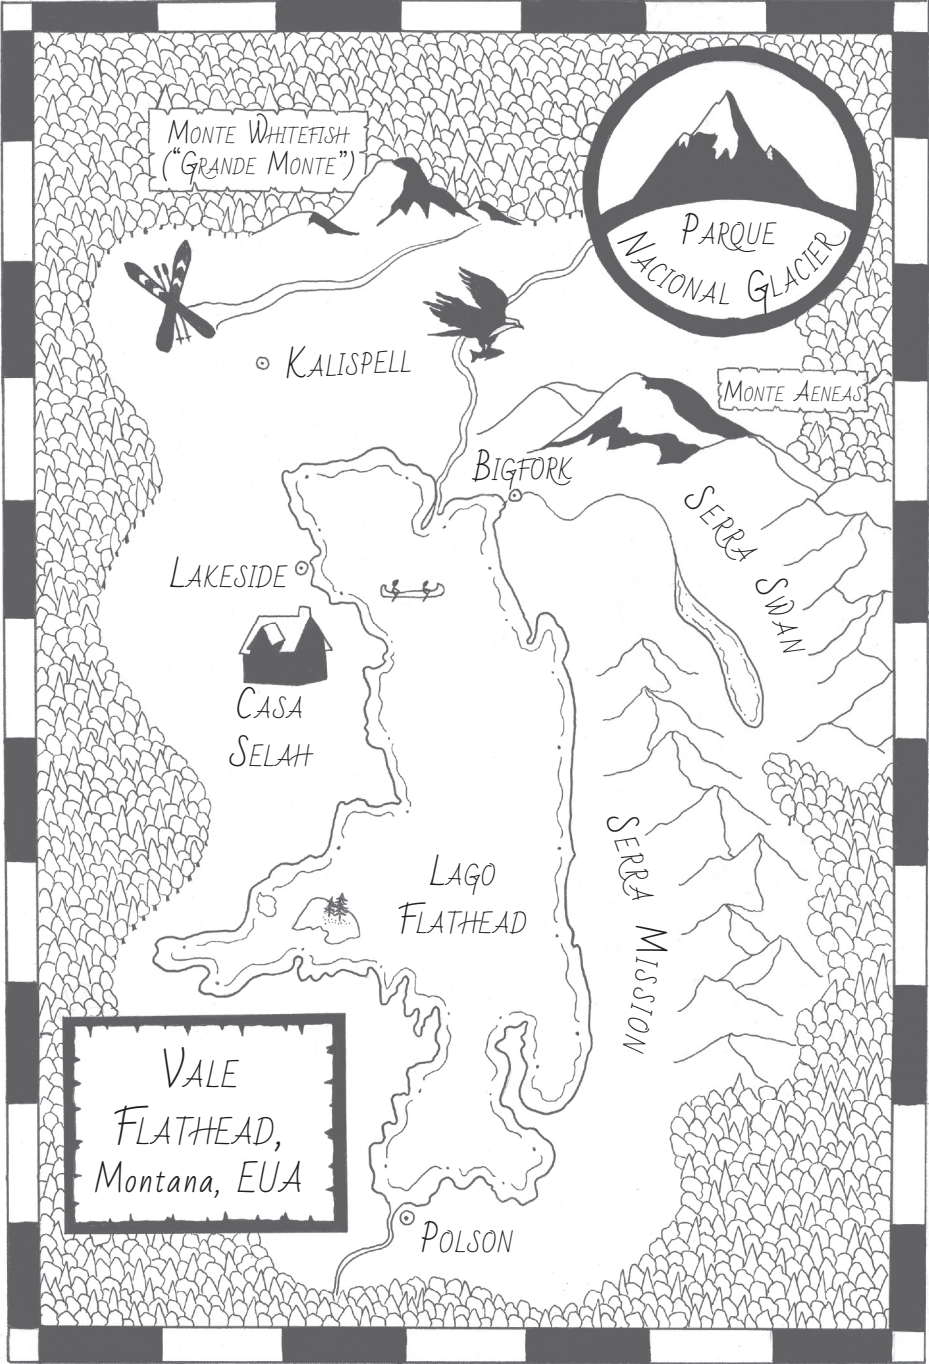 Monte Whitefish
("Grande Monte")
Parque
Nacional Glacier
Kalispell
Monte Aeneas
Bigfork
Serra Swan
Lakeside
Casa
Selah
Serra Mission
Lago
Flathead
Vale
Flathead,
Montana, EUA
Polson